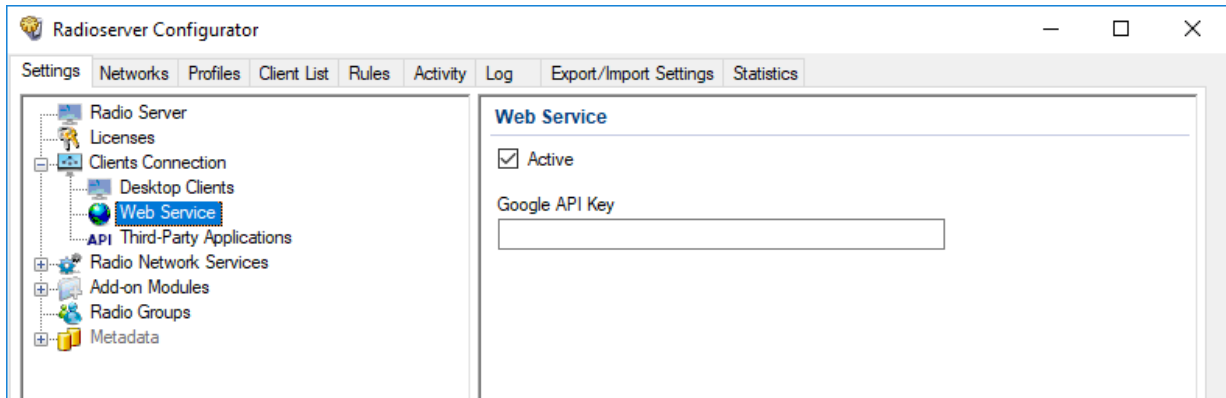 Radioserver Configurator
Settings Networks Profiles Client List Rules Activity Log Export/Import Settings Statistics
Radio Server
Licenses
Clients Connection
Desktop Clients
Web Service
API Third-Party Applications
Radio Network Services
Add-on Modules
Radio Groups
Metadata
Web Service
Active
Google API Key